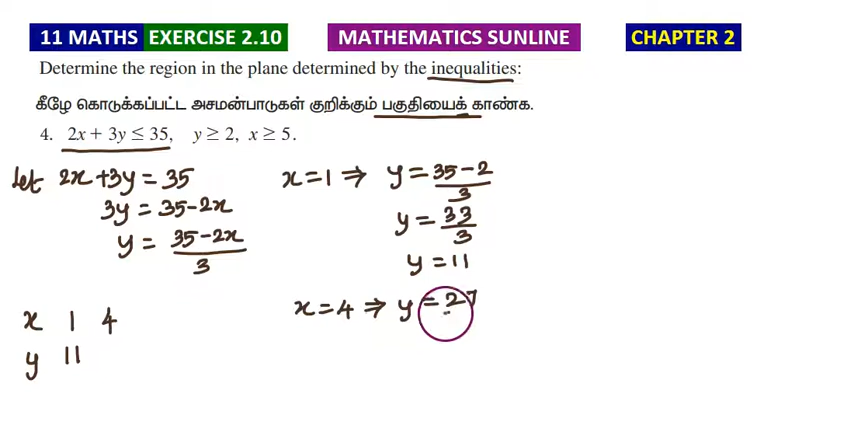 11 MATHS EXERCISE 2.10 MATHEMATICS SUNLINE CHAPTER 2
Determine the region in the plane determined by the inequalities:
கீழே கொடுக்கப்பட்ட அசமன்பாடுகள் குறிக்கும் பகுதியைக் காண்க.
4. 2x + 3y ≤ 35, y ≥ 2, x ≥ 5.
let 2x + 3y = 35
3y = 35 - 2x
y = (35 - 2x)/3
x 1 4
y 11
x = 1 ⇒ y = (35 - 2)/3
y = 33/3
y = 11
x = 4 ⇒ y = 27